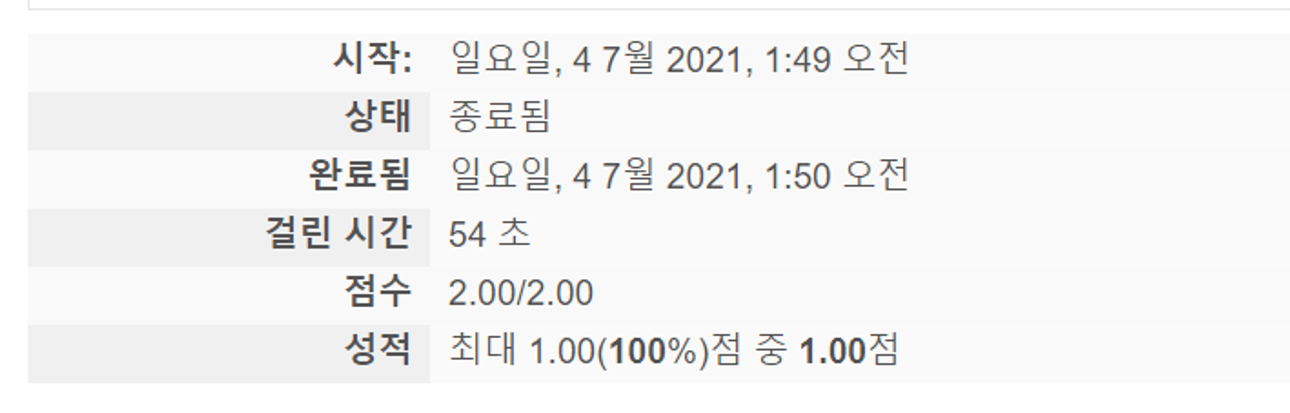 시작: 일요일, 4 7월 2021, 1:49 오전
상태 종료됨
완료됨 일요일, 4 7월 2021, 1:50 오전
걸린 시간 54 초
점수 2.00/2.00
성적 최대 1.00(100%)점 중 1.00점